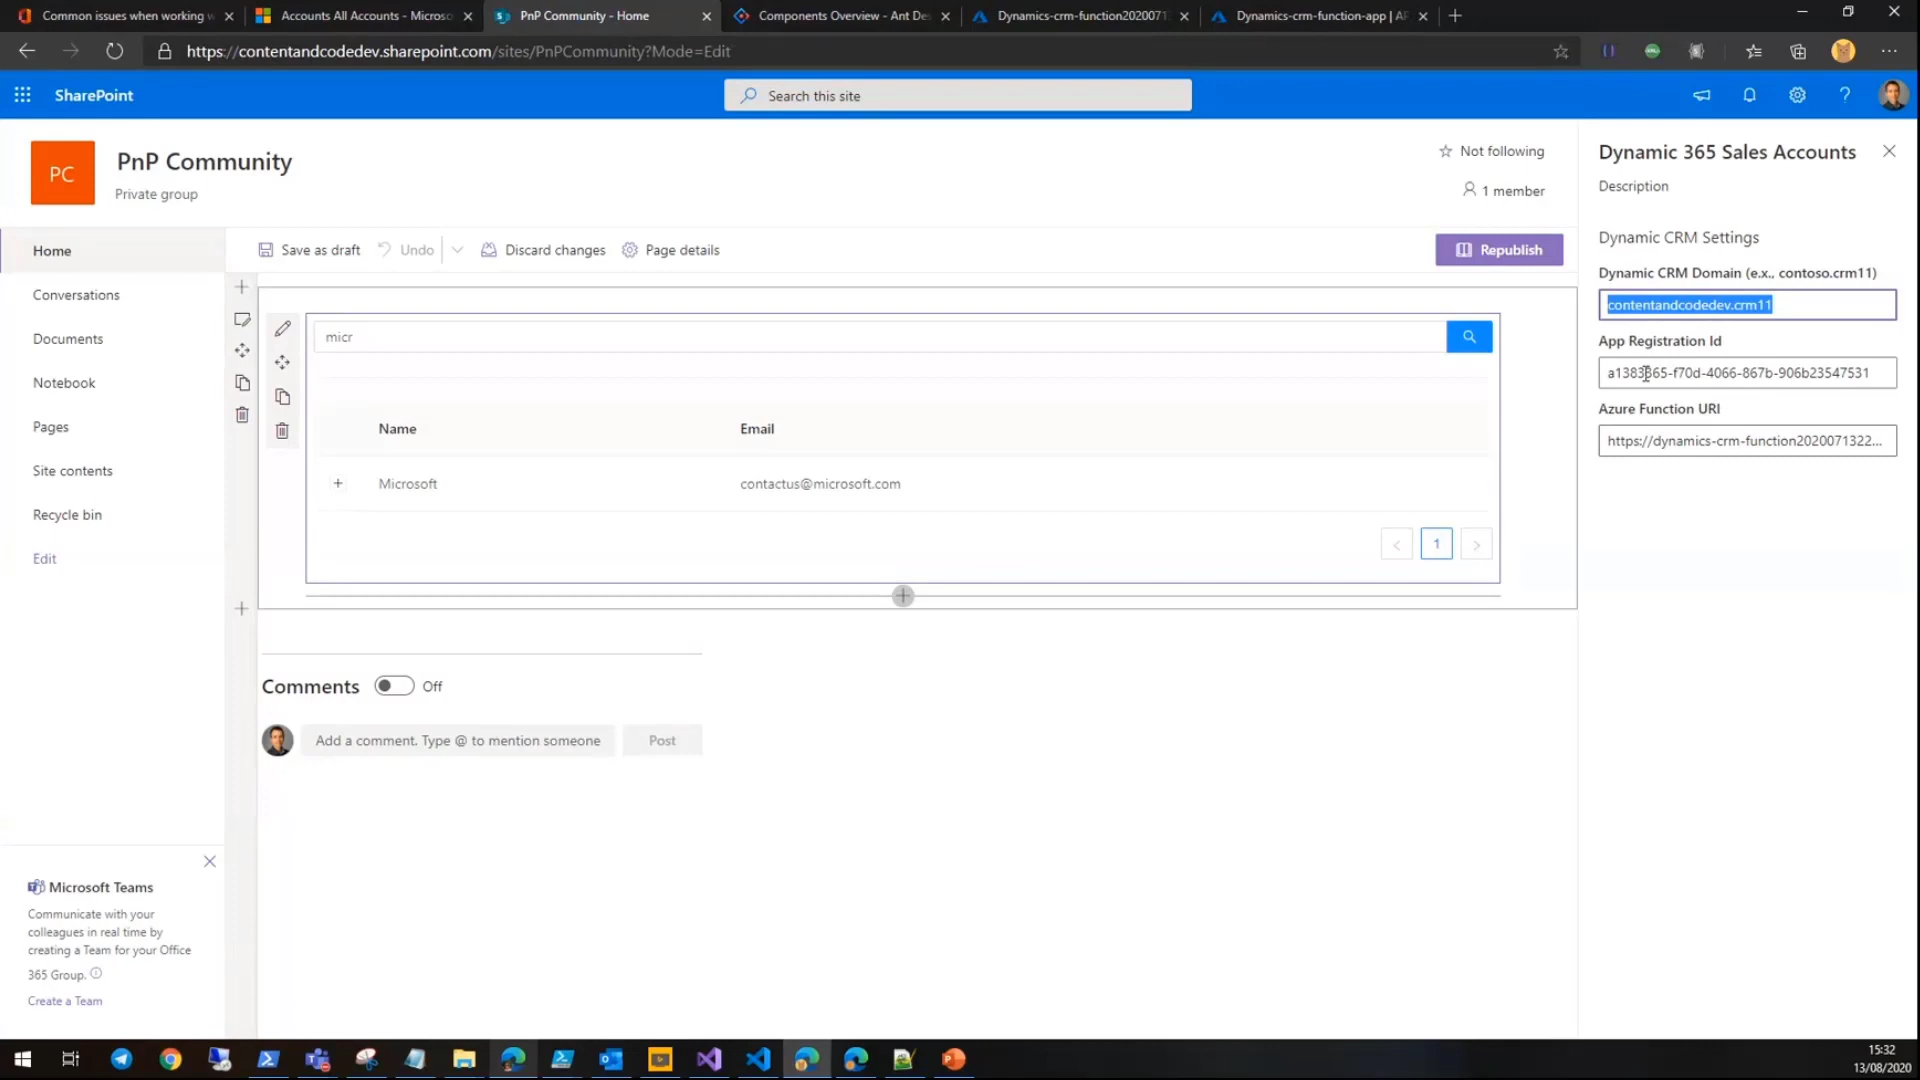 Common issues when working w
Accounts All Accounts - Microso
PnP Community - Home
Components Overview - Ant De
Dynamics-crm-function2020071
Dynamics-crm-function-app | AP
https://contentandcodedev.sharepoint.com/sites/PnPCommunity?Mode=Edit
SharePoint
Search this site
PC
PnP Community
Private group
Not following
1 member
Home
Conversations
Documents
Notebook
Pages
Site contents
Recycle bin
Edit
Save as draft
Undo
Discard changes
Page details
Republish
micr
Name
Email
Microsoft
contactus@microsoft.com
1
Comments
Off
Add a comment. Type @ to mention someone
Post
Dynamic 365 Sales Accounts
Description
Dynamic CRM Settings
Dynamic CRM Domain (e.x., contoso.crm11)
contentandcodedev.crm11
App Registration Id
a1383865-f70d-4066-867b-906b23547531
Azure Function URI
https://dynamics-crm-function2020071322...
Microsoft Teams
Communicate with your
colleagues in real time by
creating a Team for your Office
365 Group.
Create a Team
15:32
13/08/2020